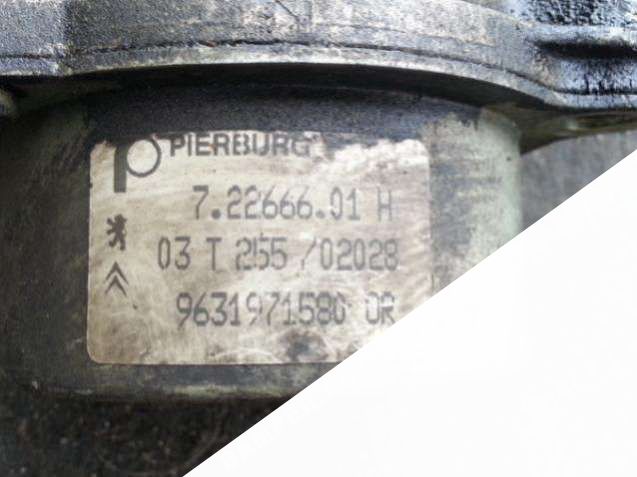 PIERBURG
7.22666.01 H
03 T 255 /02028
9631971580 OR